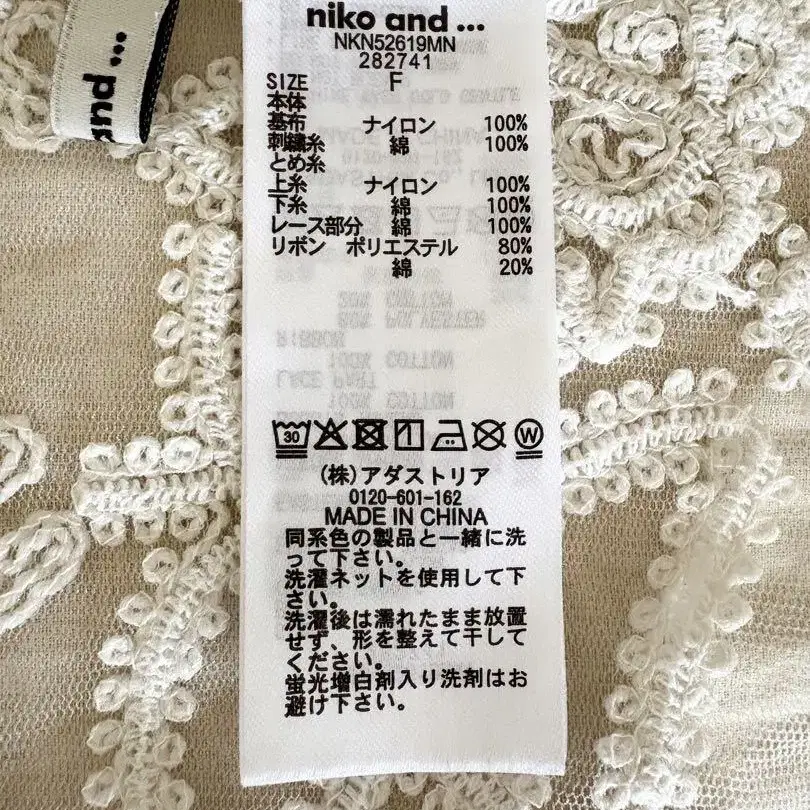 and ...
niko and ...
NKN52619MN
282741
SIZE F
本体
基布 ナイロン 100%
刺繍糸 綿 100%
とめ糸
上糸 ナイロン 100%
下糸 綿 100%
レース部分 綿 100%
リボン ポリエステル 80%
綿 20%
30 W
(株)アダストリア
0120-601-162
MADE IN CHINA
同系色の製品と一緒に洗
って下さい。
洗濯ネットを使用して下
さい。
洗濯後は濡れたまま放置
せず、形を整えて干して
ください。
蛍光増白剤入り洗剤はお
避け下さい。